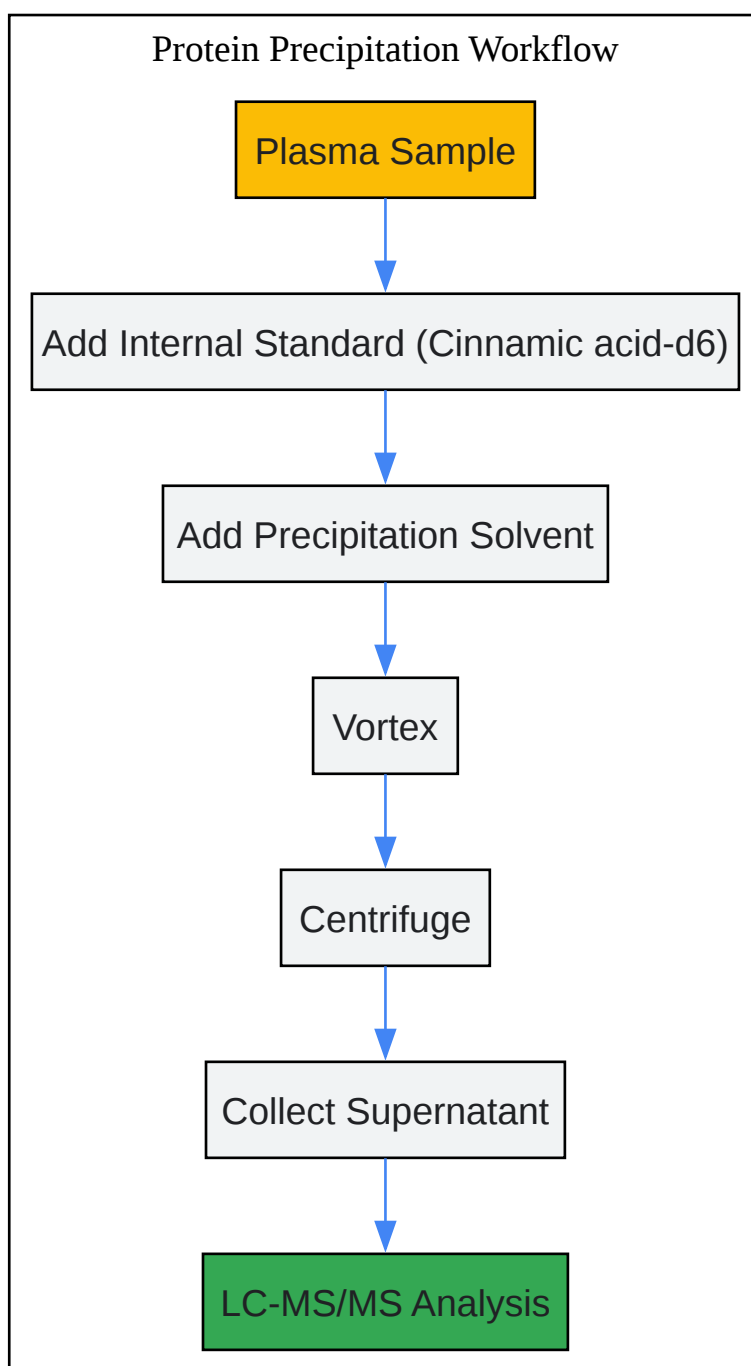 Protein Precipitation Workflow
Plasma Sample
Add Internal Standard (Cinnamic acid-d6)
Add Precipitation Solvent
Vortex
Centrifuge
Collect Supernatant
LC-MS/MS Analysis